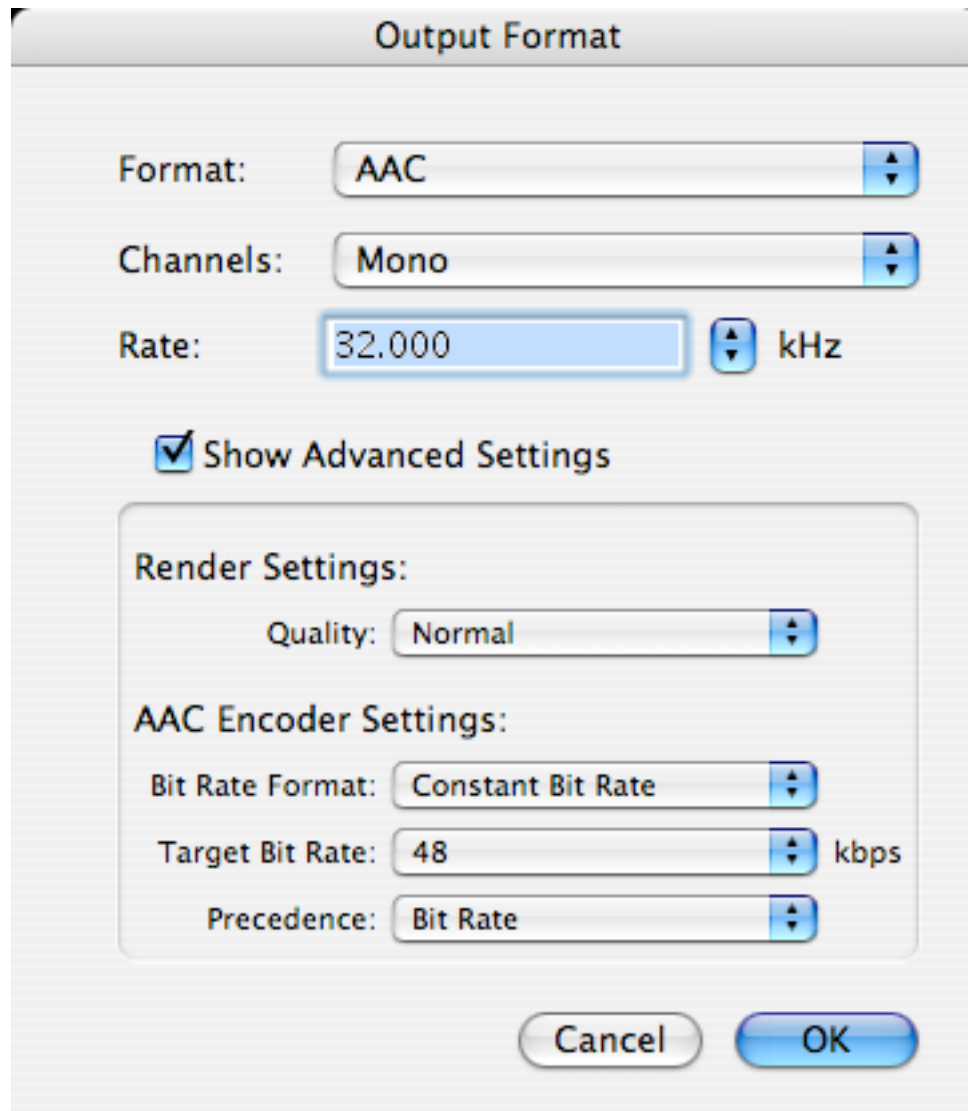 Output Format
Format: AAC
Channels: Mono
Rate: 32.000 kHz
Show Advanced Settings
Render Settings:
Quality: Normal
AAC Encoder Settings:
Bit Rate Format: Constant Bit Rate
Target Bit Rate: 48 kbps
Precedence: Bit Rate
Cancel OK